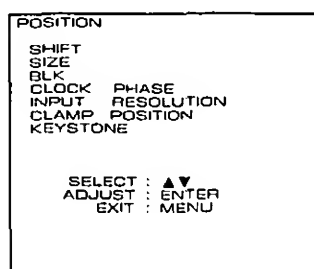 POSITION
SHIFT
SIZE
BLK
CLOCK PHASE
INPUT RESOLUTION
CLAMP POSITION
KEYSTONE
SELECT : ▲▼
ADJUST : ENTER
EXIT : MENU